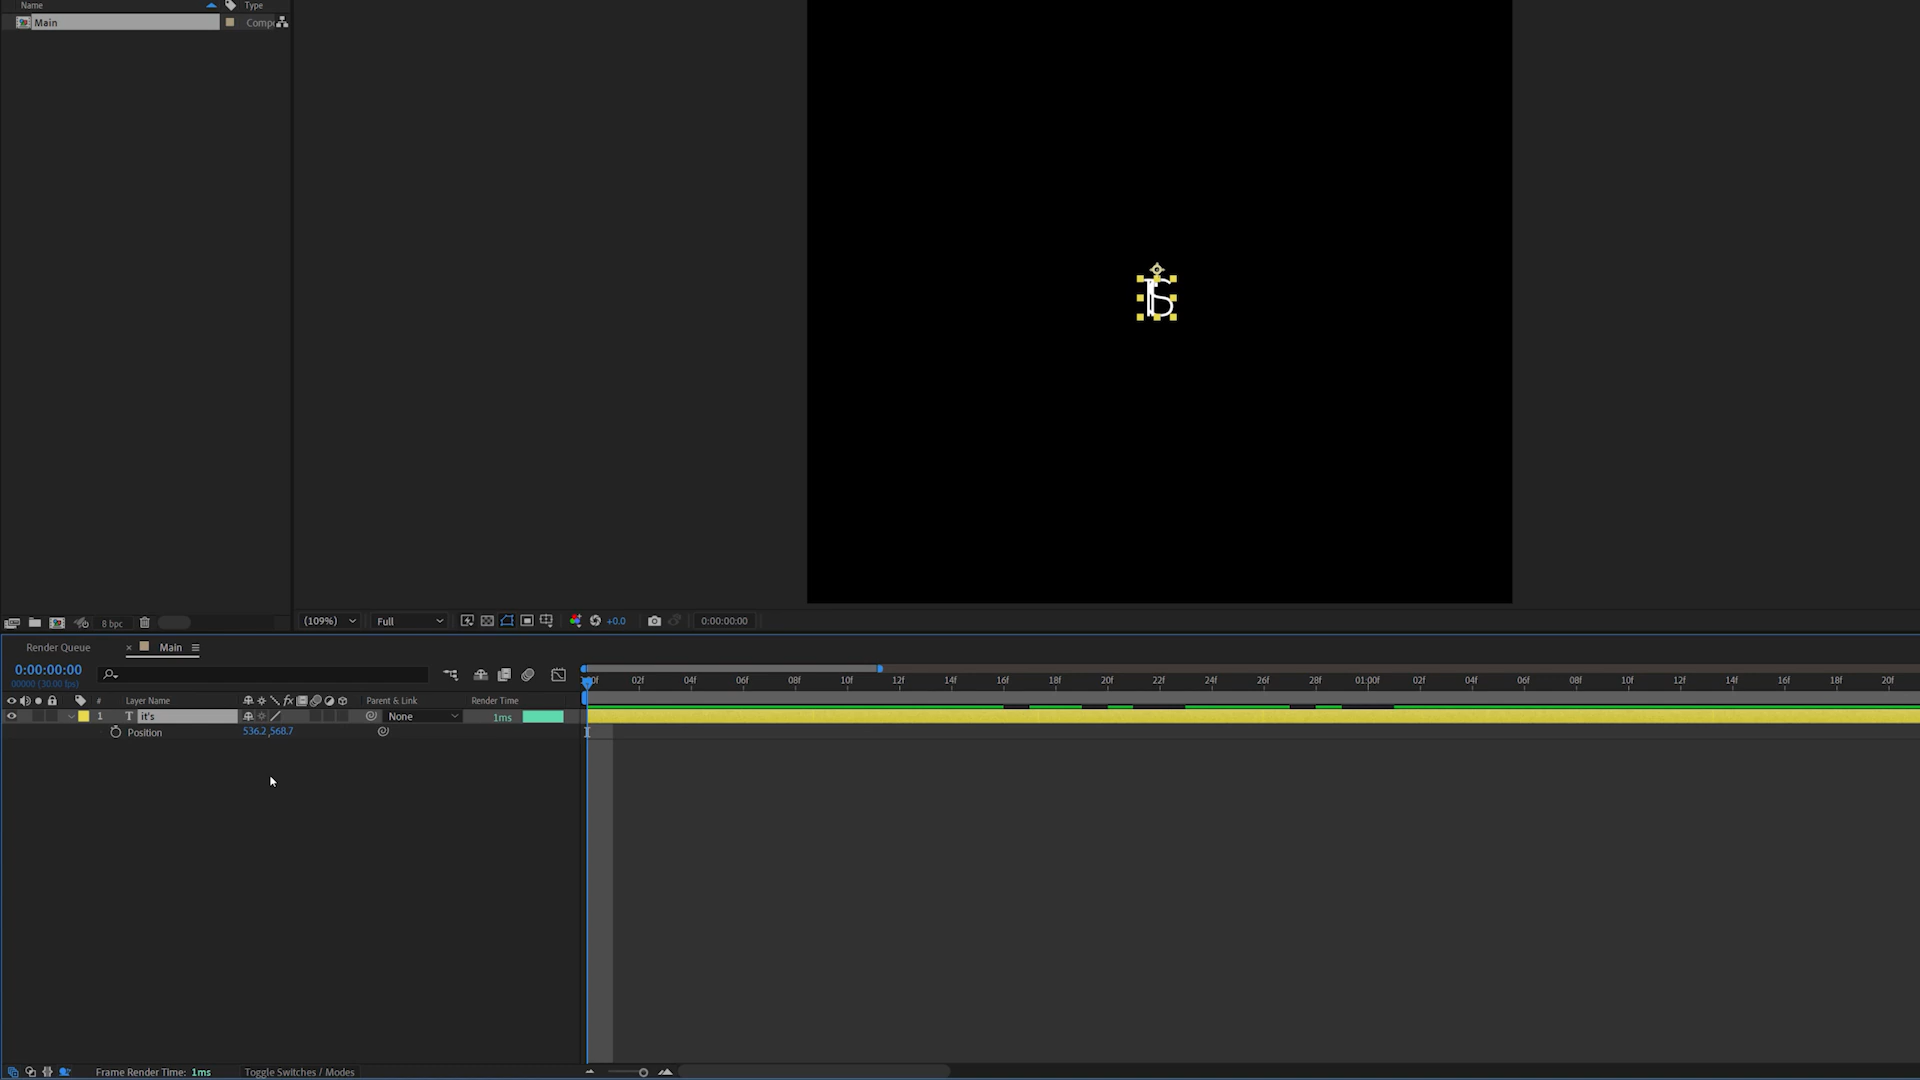 Name Type
Main Comp
ITS
8 bpc (109%) Full +0.0 0:00:00:00
Render Queue × Main
0:00:00:00
00000 (30.00 fps) 02f 04f 06f 08f 10f 12f 14f 16f 18f 20f 22f 24f 26f 28f 01:00f 02f 04f 06f 08f 10f 12f 14f 16f 18f 20f
# Layer Name fx Parent & Link Render Time
1 T it's None 1ms
Position 536.2,568.7
Frame Render Time: 1ms Toggle Switches / Modes